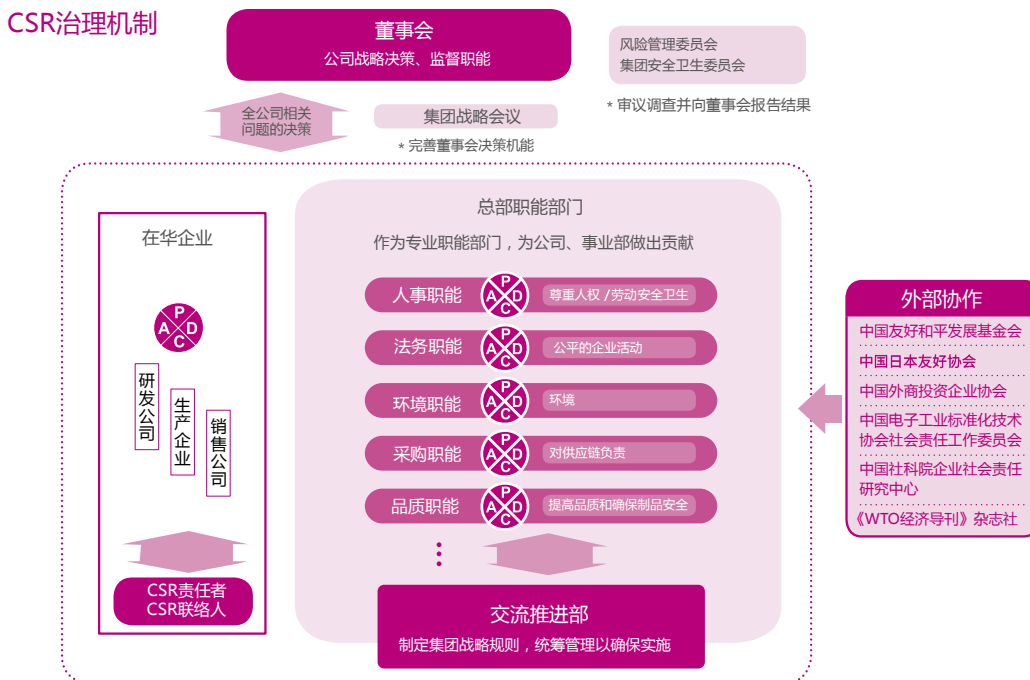 CSR治理机制
董事会
公司战略决策、监督职能
风险管理委员会
集团安全卫生委员会
* 审议调查并向董事会报告结果
全公司相关
问题的决策
集团战略会议
* 完善董事会决策机能
在华企业
P
A D
C
研发公司
生产企业
销售公司
CSR责任者
CSR联络人
总部职能部门
作为专业职能部门，为公司、事业部做出贡献
人事职能
P
A D
C
尊重人权 /劳动安全卫生
法务职能
P
A D
C
公平的企业活动
环境职能
P
A D
C
环境
采购职能
P
A D
C
对供应链负责
品质职能
P
A D
C
提高品质和确保制品安全
交流推进部
制定集团战略规则，统筹管理以确保实施
外部协作
中国友好和平发展基金会
中国日本友好协会
中国外商投资企业协会
中国电子工业标准化技术
协会社会责任工作委员会
中国社科院企业社会责任
研究中心
《WTO经济导刊》杂志社